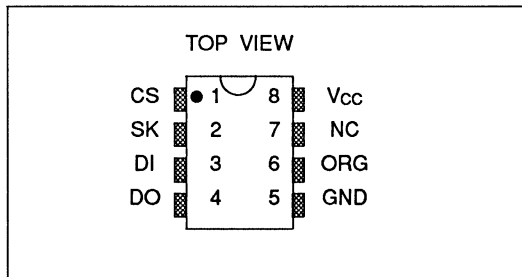 TOP VIEW
CS 1 8 Vcc
SK 2 7 NC
DI 3 6 ORG
DO 4 5 GND